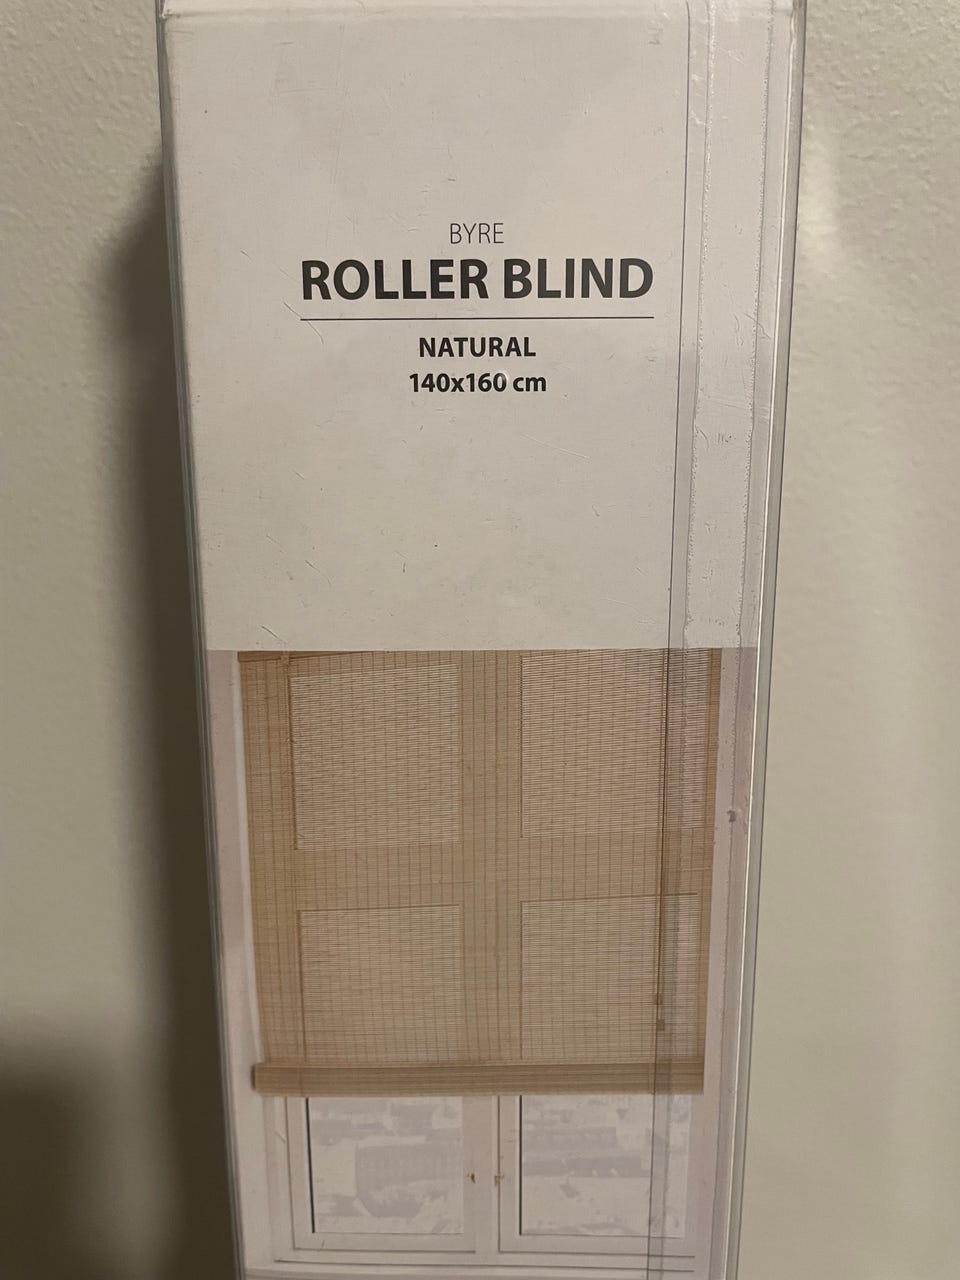 BYRE
ROLLER BLIND
NATURAL
140x160 cm